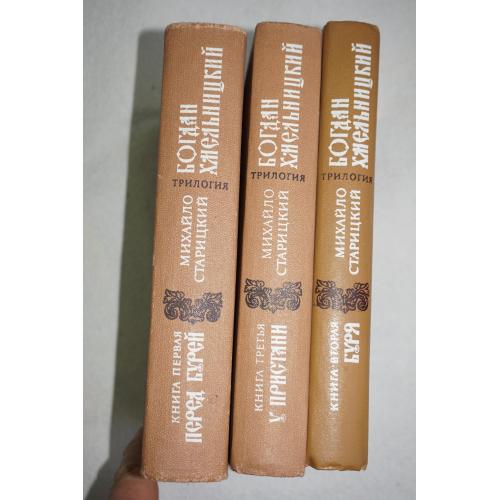 БОГДАН
ХМЕЛЬНИЦКИЙ
ТРИЛОГИЯ
МИХАЙЛО
СТАРИЦКИЙ
КНИГА ПЕРВАЯ
ПЕРЕД БУРЕЙ
БОГДАН
ХМЕЛЬНИЦКИЙ
ТРИЛОГИЯ
МИХАЙЛО
СТАРИЦКИЙ
КНИГА ТРЕТЬЯ
У ПРИСТАНИ
БОГДАН
ХМЕЛЬНИЦКИЙ
ТРИЛОГИЯ
МИХАЙЛО
СТАРИЦКИЙ
КНИГА ВТОРАЯ
БУРЯ